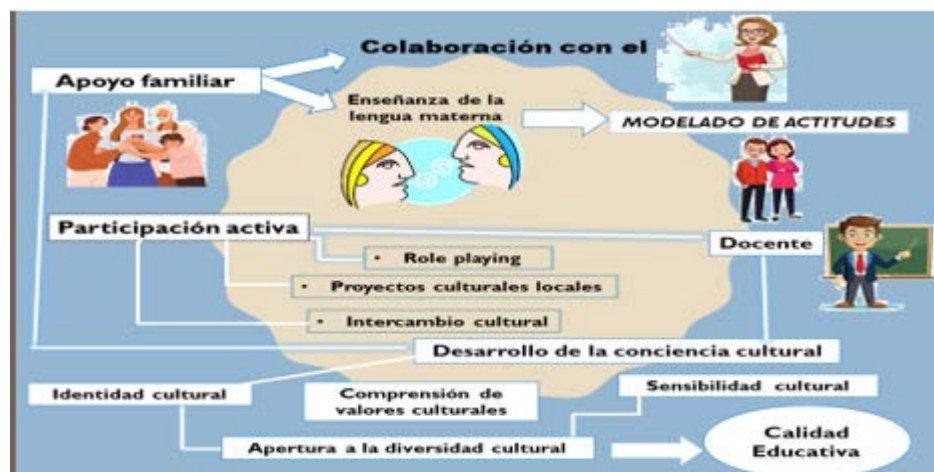 Colaboración con el
Apoyo familiar
Enseñanza de la
lengua materna
MODELADO DE ACTITUDES
Participación activa
Docente
• Role playing
• Proyectos culturales locales
• Intercambio cultural
Desarrollo de la conciencia cultural
Identidad cultural
Comprensión de
valores culturales
Sensibilidad cultural
Apertura a la diversidad cultural
Calidad
Educativa